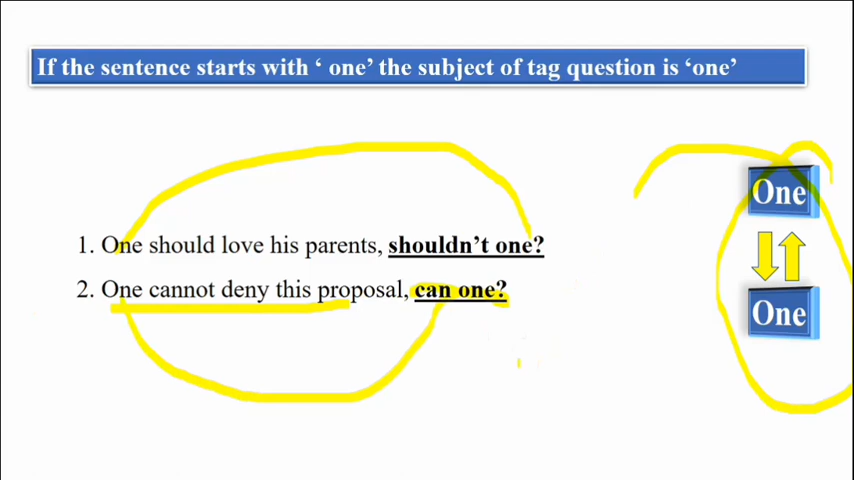 If the sentence starts with ‘ one’ the subject of tag question is ‘one’
1. One should love his parents, shouldn’t one?
2. One cannot deny this proposal, can one?
One
One